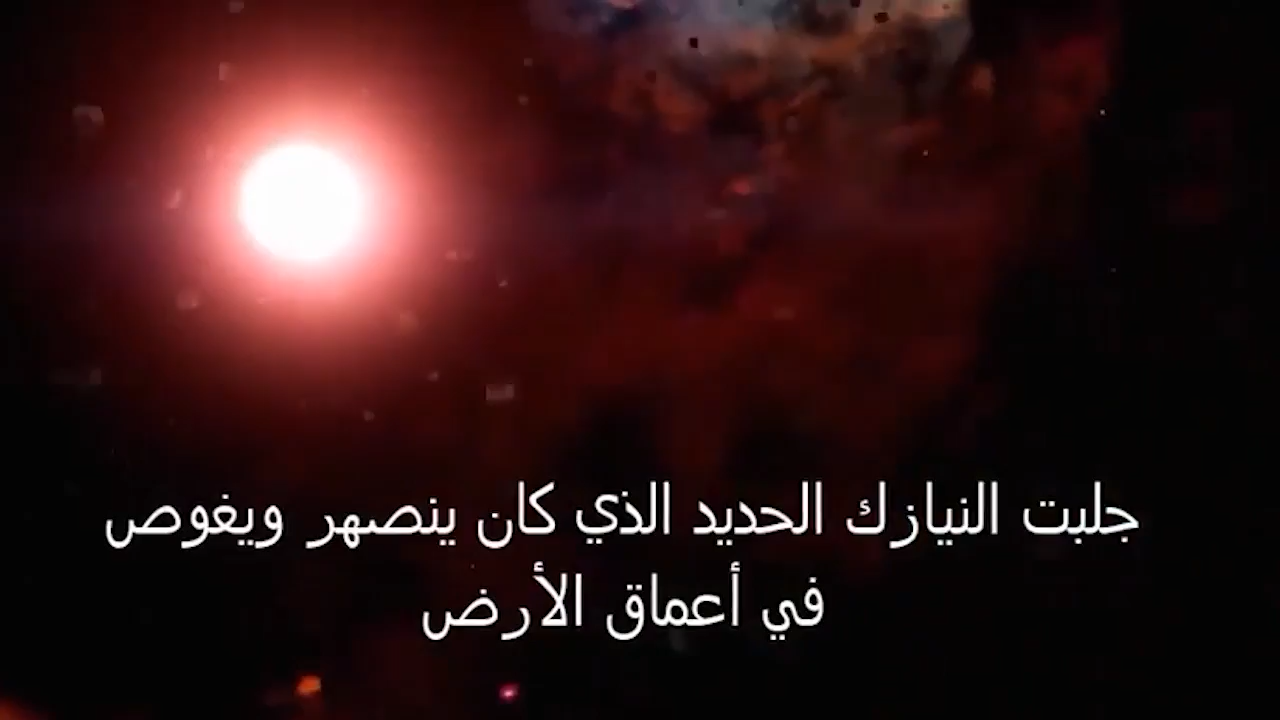 جلبت النيازك الحديد الذي كان ينصهر ويغوص
في أعماق الأرض